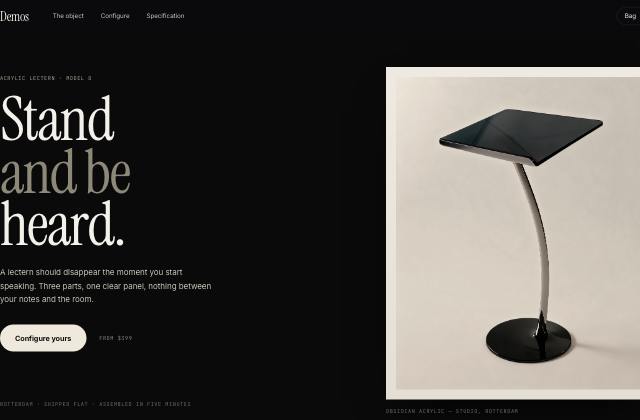 Demos
The object
Configure
Specification
Bag
ACRYLIC LECTERN · MODEL
Stand
and be
heard.
A lectern should disappear the moment you start
speaking. Three parts, one clear panel, nothing between
your notes and the room.
Configure yours
FROM $399
ROTTERDAM · SHIPPED FLAT · ASSEMBLED IN FIVE MINUTES
OBSIDIAN ACRYLIC — STUDIO, ROTTERDAM